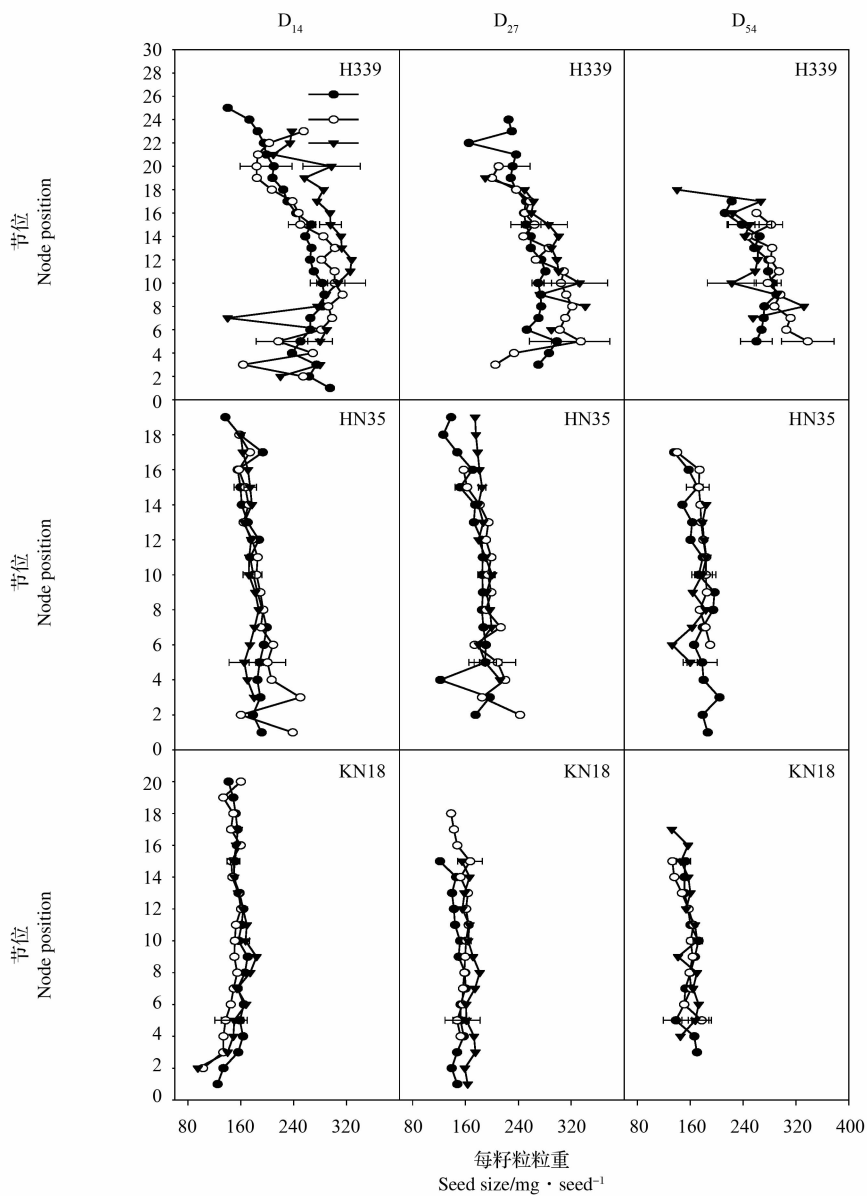 D₁₄ D₂₇ D₅₄
H339 H339 H339
30
28
26
24
22
20
18
16
14
12
10
8
6
4
2
0
节位
Node position
HN35 HN35 HN35
18
16
14
12
10
8
6
4
2
0
节位
Node position
KN18 KN18 KN18
20
18
16
14
12
10
8
6
4
2
0
节位
Node position
80 160 240 320 80 160 240 320 80 160 240 320 400
每籽粒粒重
Seed size/mg·seed⁻¹